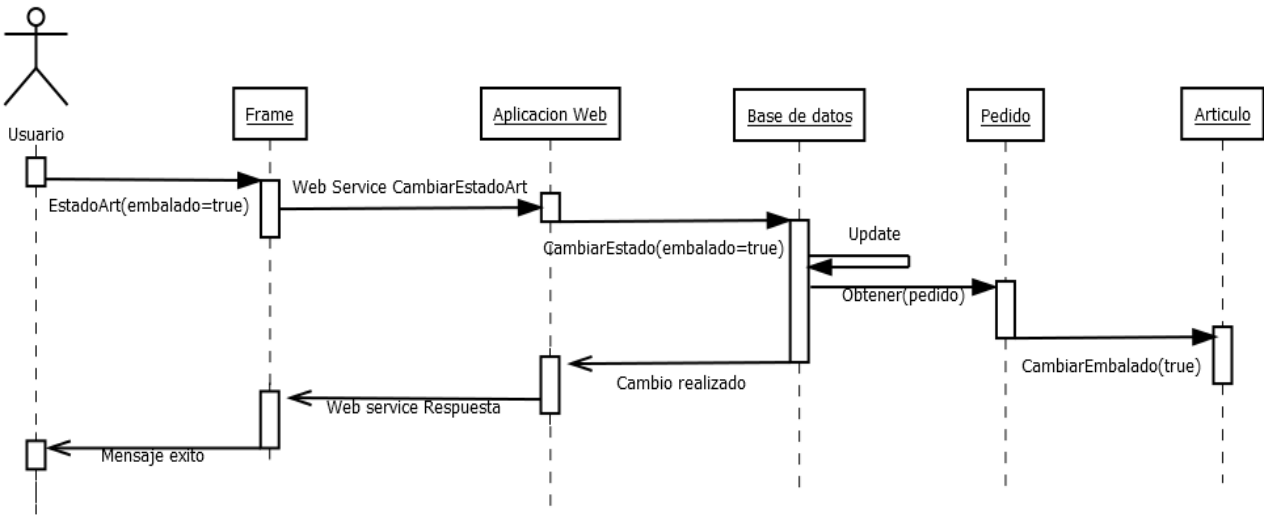 Usuario
Frame
Aplicacion Web
Base de datos
Pedido
Articulo
EstadoArt(embalado=true)
Web Service CambiarEstadoArt
CambiarEstado(embalado=true)
Update
Obtener(pedido)
CambiarEmbalado(true)
Cambio realizado
Web service Respuesta
Mensaje exito